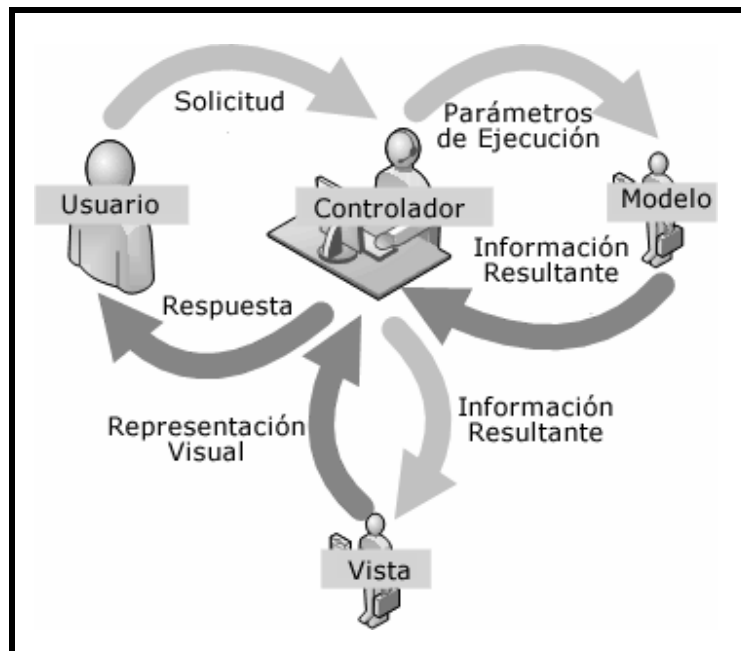 Solicitud
Parámetros
de Ejecución
Usuario
Controlador
Modelo
Información
Resultante
Respuesta
Representación
Visual
Información
Resultante
Vista